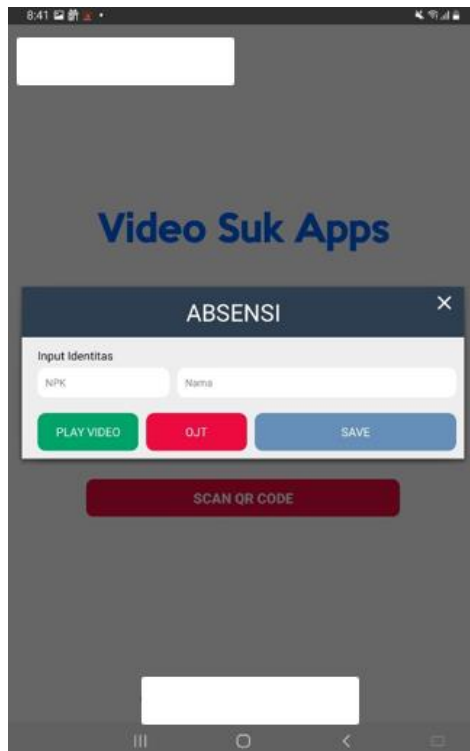 8:41
Video Suk Apps
ABSENSI
Input Identitas
NPK Nama
PLAY VIDEO OJT SAVE
SCAN QR CODE